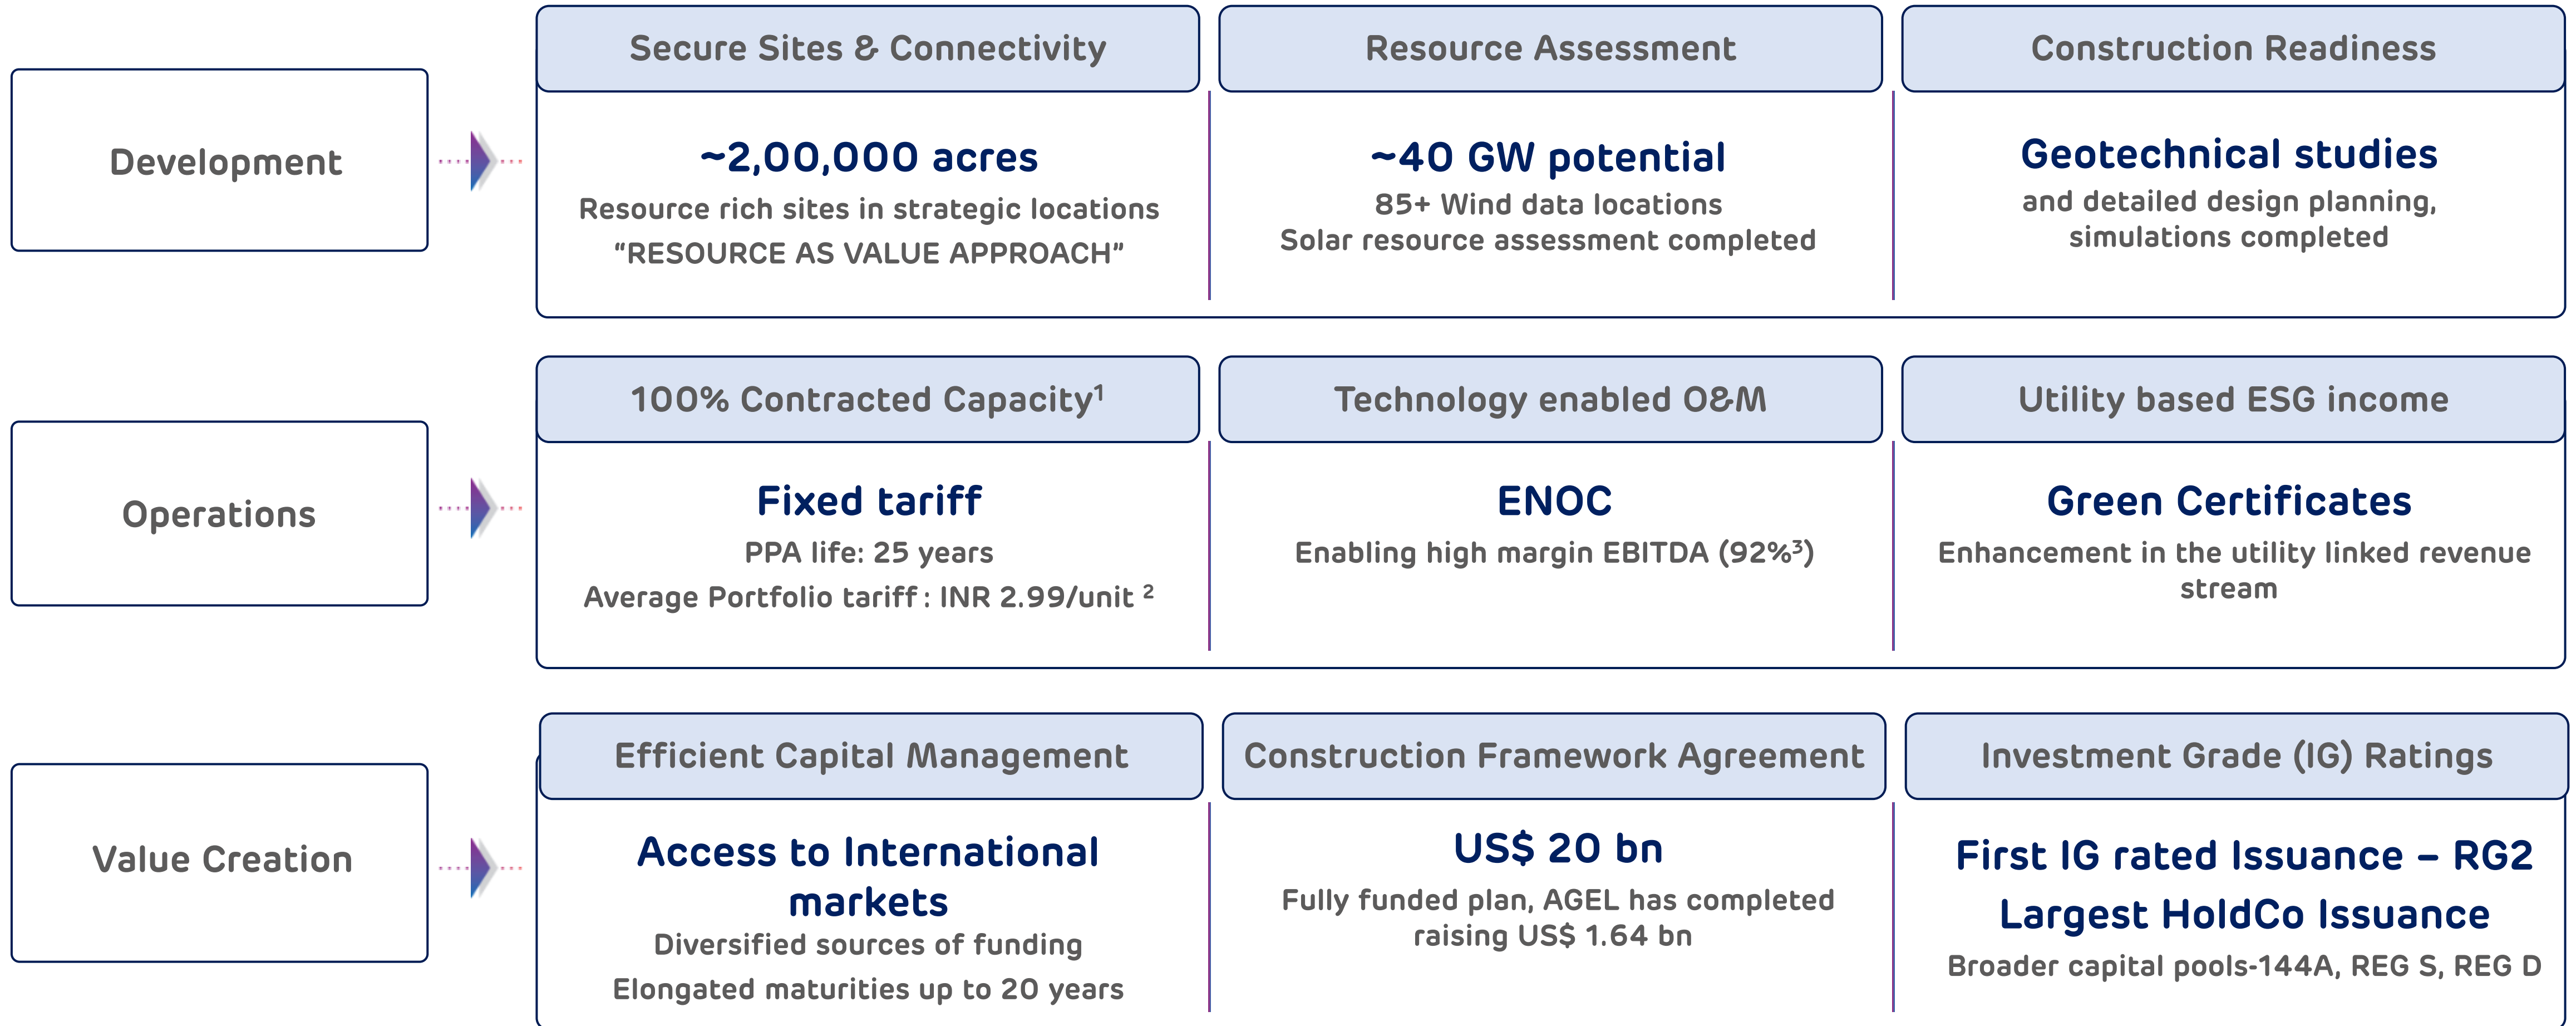 Development
Secure Sites & Connectivity
~2,00,000 acres
Resource rich sites in strategic locations
“RESOURCE AS VALUE APPROACH”
Resource Assessment
~40 GW potential
85+ Wind data locations
Solar resource assessment completed
Construction Readiness
Geotechnical studies
and detailed design planning,
simulations completed
Operations
100% Contracted Capacity¹
Fixed tariff
PPA life: 25 years
Average Portfolio tariff : INR 2.99/unit ²
Technology enabled O&M
ENOC
Enabling high margin EBITDA (92%³)
Utility based ESG income
Green Certificates
Enhancement in the utility linked revenue
stream
Value Creation
Efficient Capital Management
Access to International
markets
Diversified sources of funding
Elongated maturities up to 20 years
Construction Framework Agreement
US$ 20 bn
Fully funded plan, AGEL has completed
raising US$ 1.64 bn
Investment Grade (IG) Ratings
First IG rated Issuance – RG2
Largest HoldCo Issuance
Broader capital pools-144A, REG S, REG D